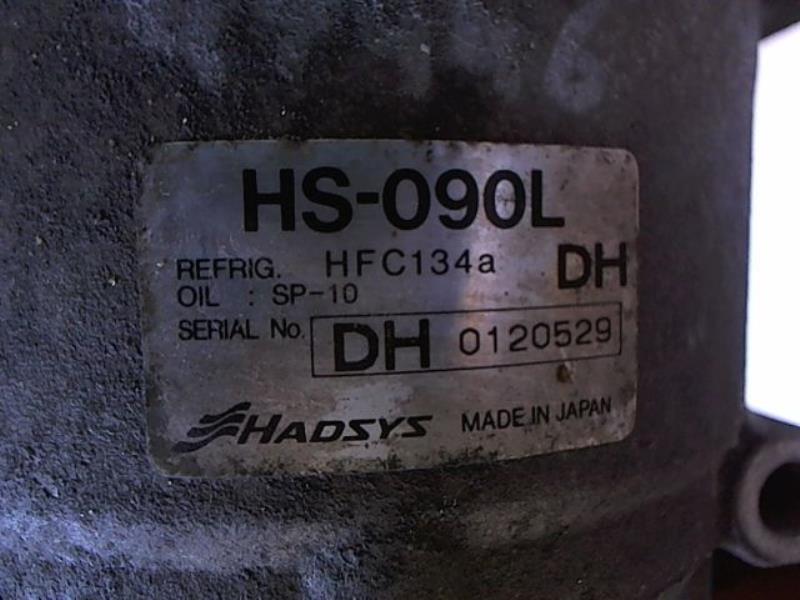 HS-090L
REFRIG. HFC134a DH
OIL : SP-10
SERIAL No. DH 0120529
HADSYS MADE IN JAPAN